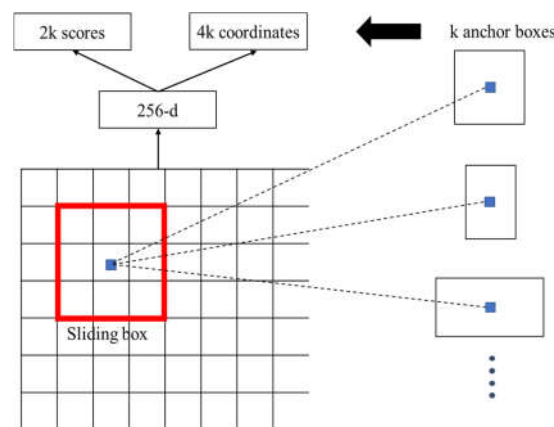 2k scores
4k coordinates
k anchor boxes
256-d
Sliding box